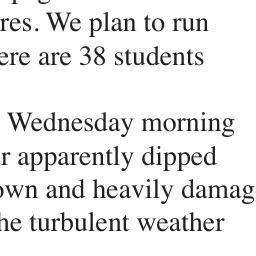 res. We plan to run
ere are 38 students
Wednesday morning
r apparently dipped
own and heavily damag
he turbulent weather